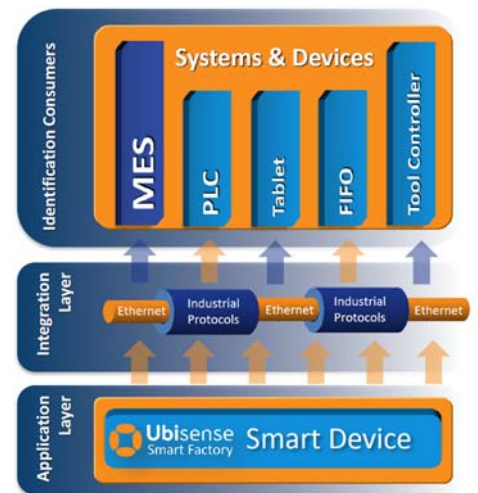 Identification Consumers
Systems & Devices
MES
PLC
Tablet
FIFO
Tool Controller
Integration
Layer
Ethernet
Industrial
Protocols
Ethernet
Industrial
Protocols
Ethernet
Application
Layer
Ubisense
Smart Factory
Smart Device